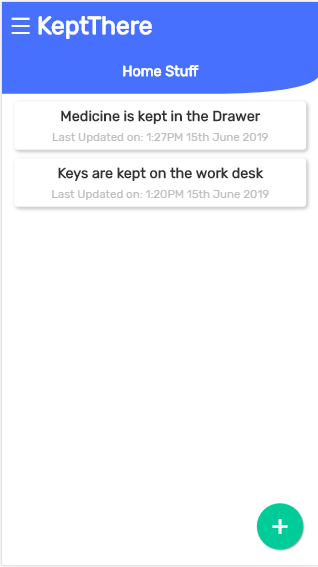 KeptThere
Home Stuff
Medicine is kept in the Drawer
Last Updated on: 1:27PM 15th June 2019
Keys are kept on the work desk
Last Updated on: 1:20PM 15th June 2019
+